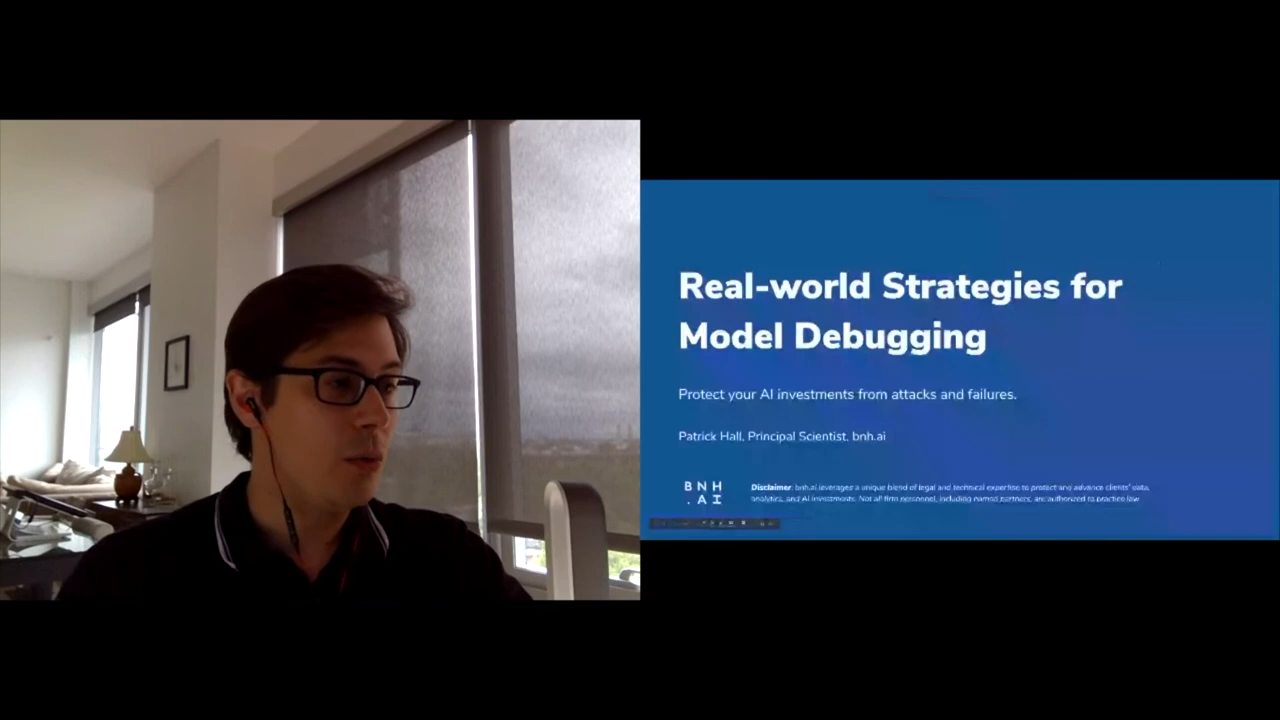 Real-world Strategies for
Model Debugging
Protect your AI investments from attacks and failures.
Patrick Hall, Principal Scientist, bnh.ai
BNH
.AI
Disclaimer: bnh.ai leverages a unique blend of legal and technical expertise to protect and advance clients' data,
analytics, and AI investments. Not all firm personnel, including named partners, are authorized to practice law.